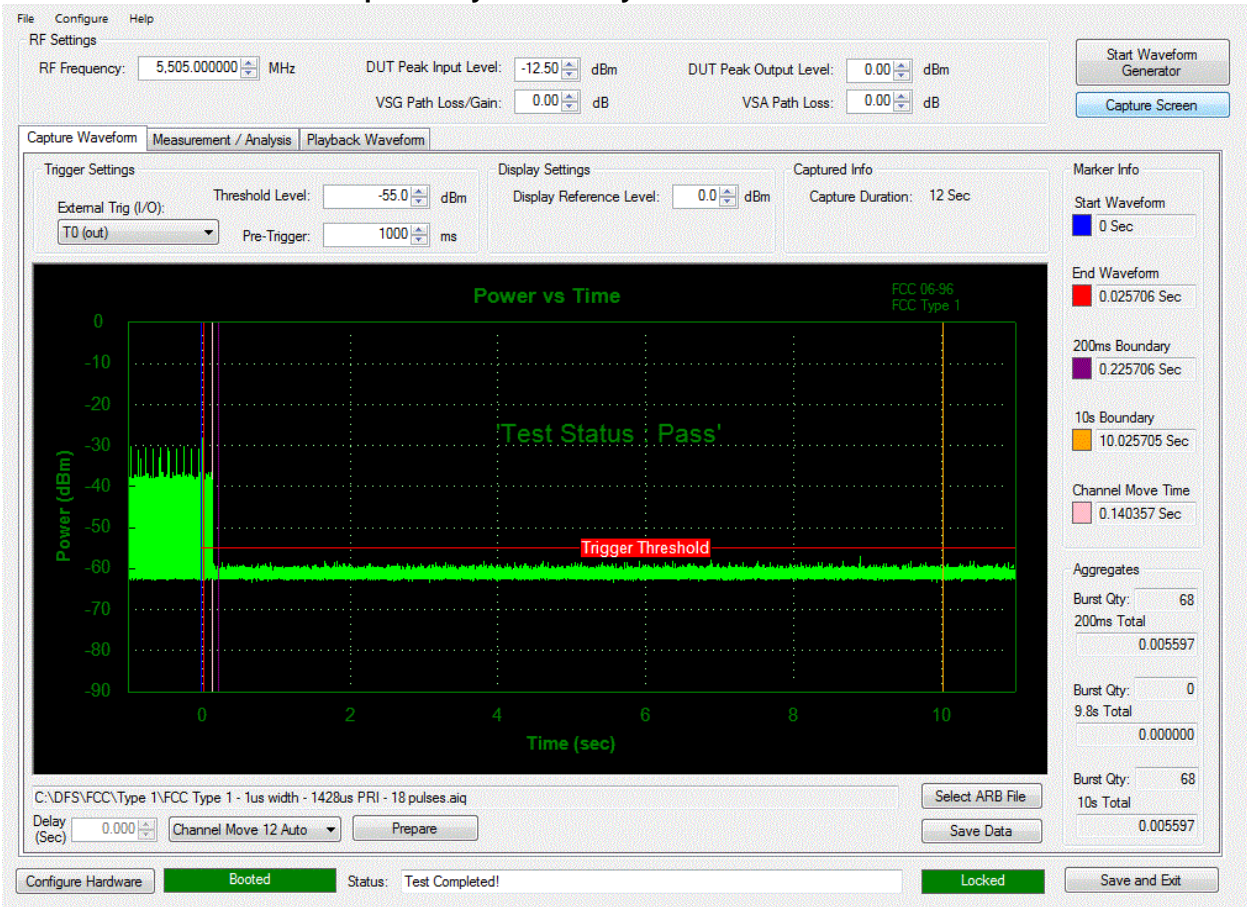 File Configure Help
RF Settings
RF Frequency: 5,505.000000 MHz DUT Peak Input Level: -12.50 dBm DUT Peak Output Level: 0.00 dBm
VSG Path Loss/Gain: 0.00 dB VSA Path Loss: 0.00 dB
Start Waveform
Generator
Capture Screen
Capture Waveform Measurement / Analysis Playback Waveform
Trigger Settings
Threshold Level: -55.0 dBm
External Trig (I/O):
T0 (out) Pre-Trigger: 1000 ms
Display Settings
Display Reference Level: 0.0 dBm
Captured Info
Capture Duration: 12 Sec
Power vs Time
FCC 06-96
FCC Type 1
'Test Status : Pass'
Trigger Threshold
Power (dBm)
0
-10
-20
-30
-40
-50
-60
-70
-80
-90
0 2 4 6 8 10
Time (sec)
Marker Info
Start Waveform
0 Sec
End Waveform
0.025706 Sec
200ms Boundary
0.225706 Sec
10s Boundary
10.025705 Sec
Channel Move Time
0.140357 Sec
Aggregates
Burst Qty: 68
200ms Total
0.005597
Burst Qty: 0
9.8s Total
0.000000
Burst Qty: 68
10s Total
0.005597
C:\DFS\FCC\Type 1\FCC Type 1 - 1us width - 1428us PRI - 18 pulses.aiq
Select ARB File
Delay
(Sec) 0.000 Channel Move 12 Auto Prepare
Save Data
Configure Hardware Booted Status: Test Completed! Locked Save and Exit